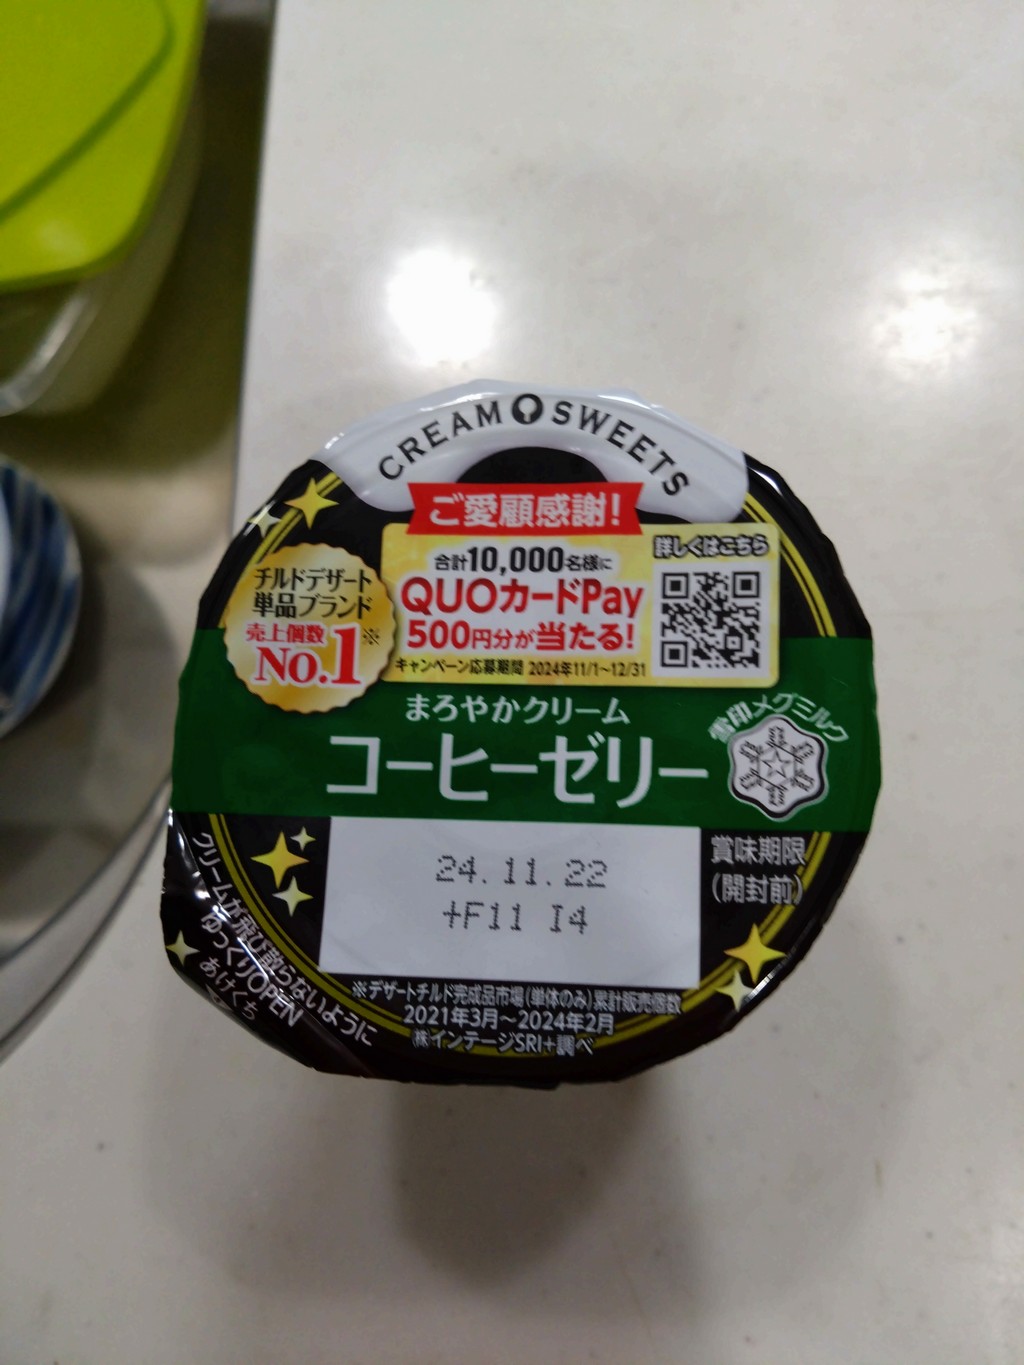 CREAM SWEETS
ご愛顧感謝!
合計10,000名様に
QUOカードPay
500円分が当たる!
キャンペーン応募期間 2024年11/1~12/31
詳しくはこちら
チルドデザート
単品ブランド
売上個数※
No.1
まろやかクリーム
コーヒーゼリー
雪印メグミルク
24.11.22
+F11 I4
賞味期限
(開封前)
クリームが飛び散らないように
ゆっくりOPEN
あけくち
※デザートチルド完成品市場(単体のみ)累計販売個数
2021年3月~2024年2月
㈱インテージSRI+調べ